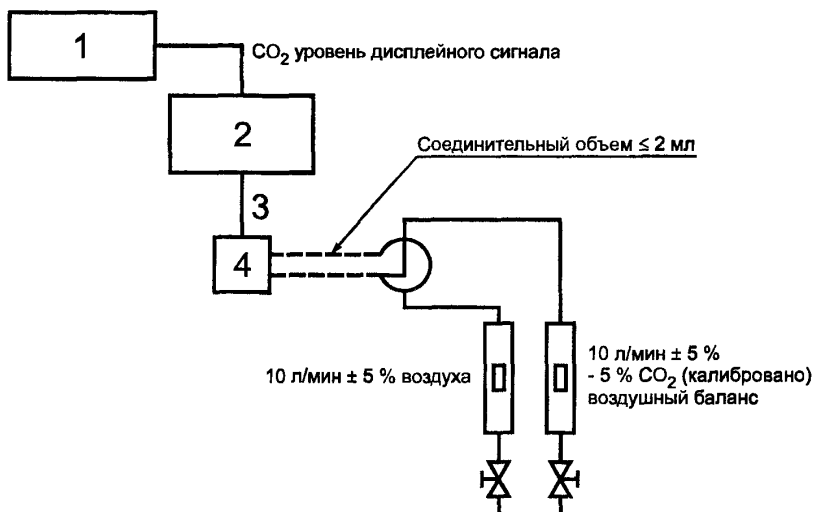 1
CO₂ уровень дисплейного сигнала
2
Соединительный объем ≤ 2 мл
3
4
10 л/мин ± 5 % воздуха
10 л/мин ± 5 %
- 5 % CO₂ (калибровано)
воздушный баланс